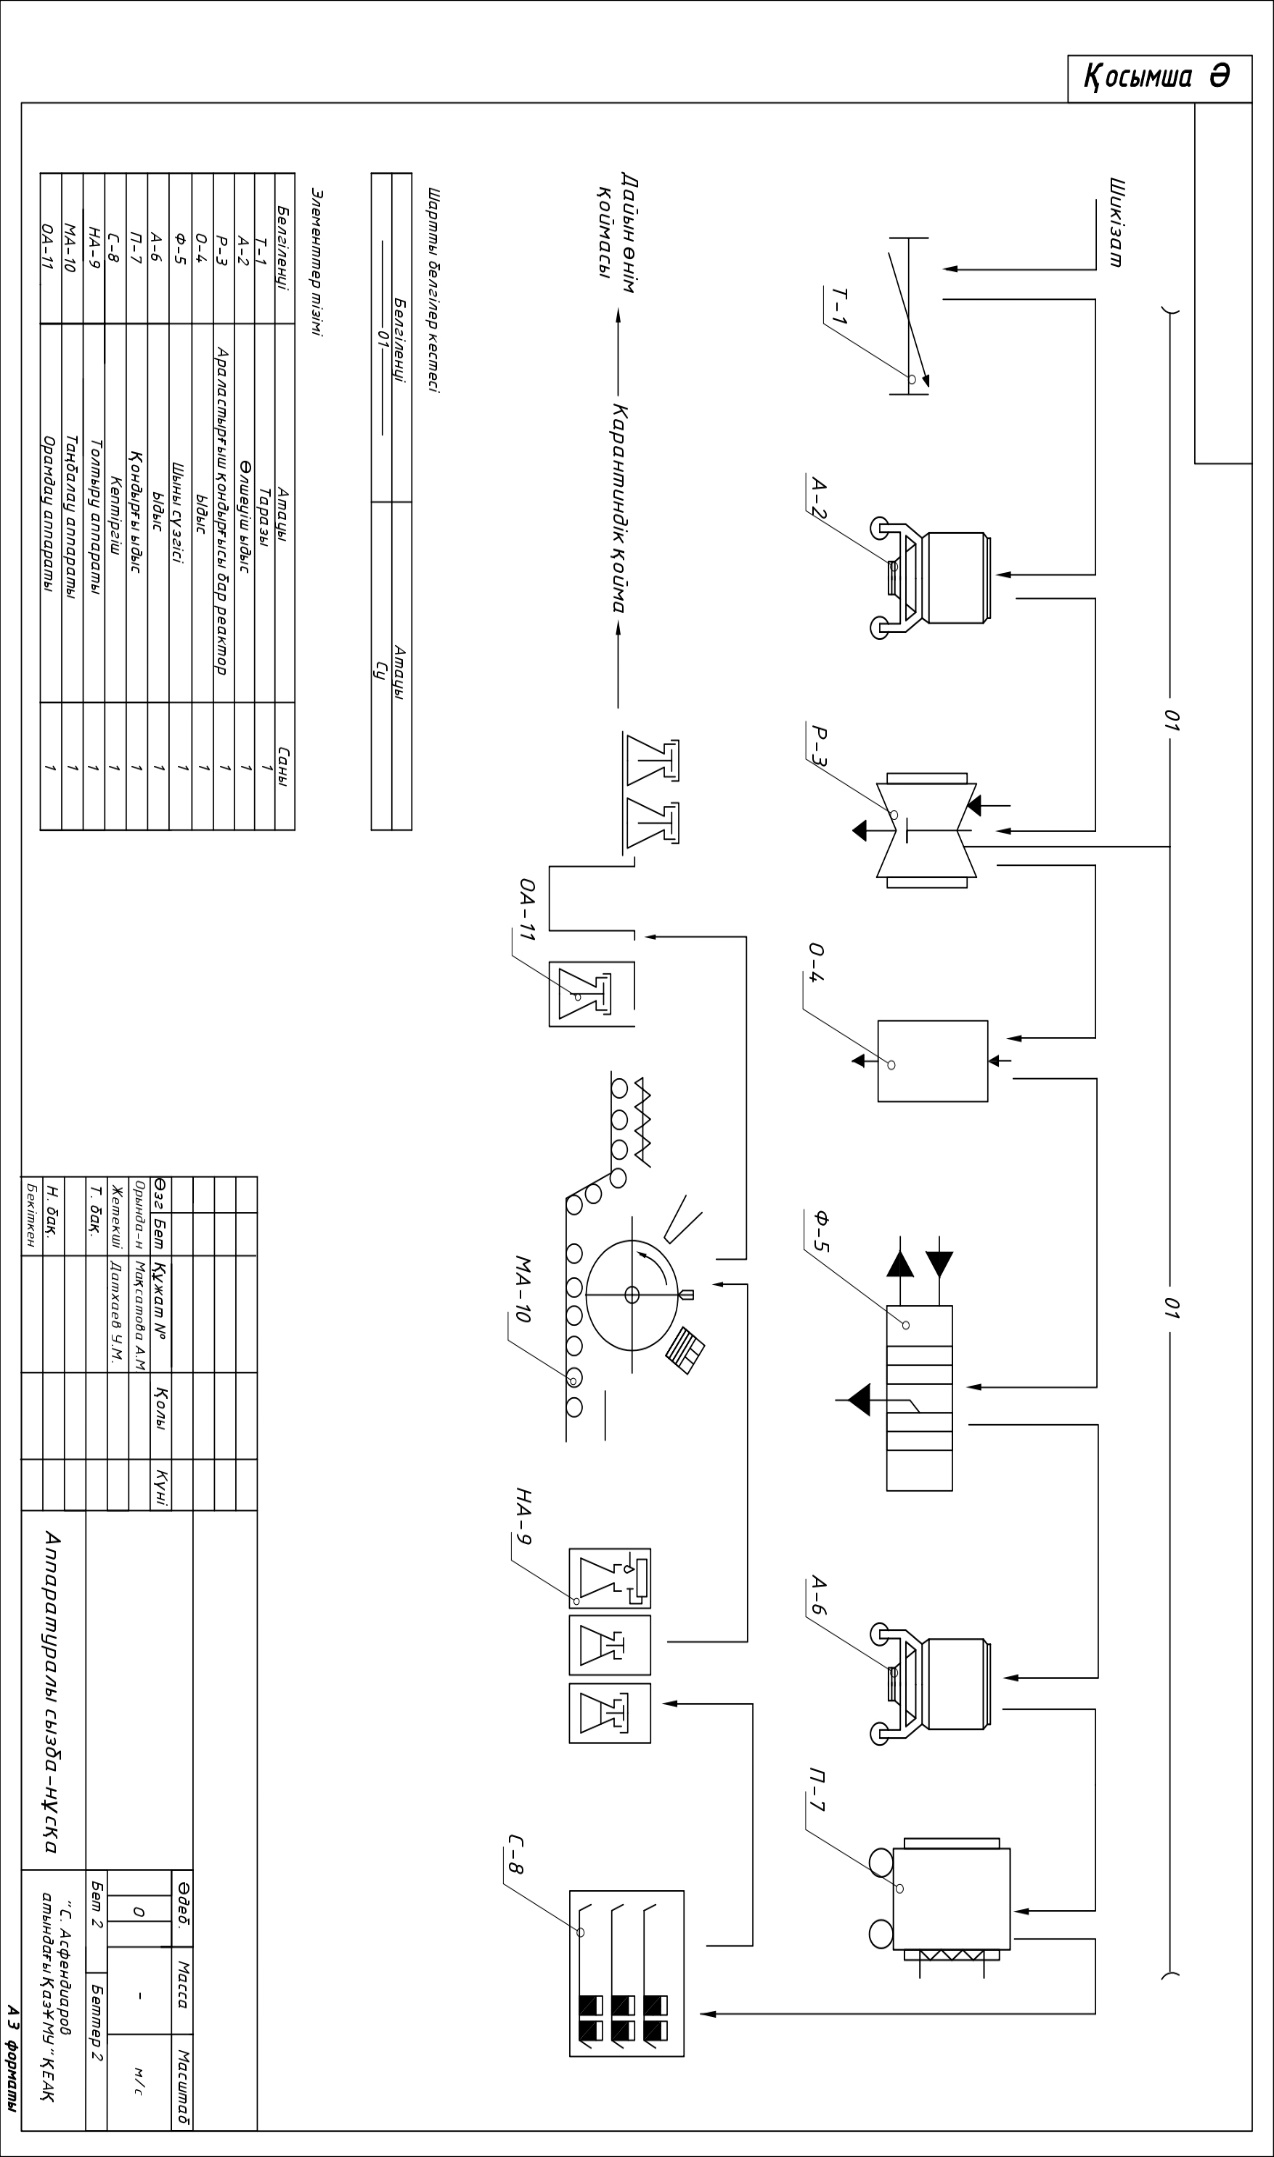 Қосымша Ә
Шикізат
01
01
Т-1
А-2
Р-3
О-4
Ф-5
А-6
П-7
Дайын өнім
қоймасы
Карантиндік қойма
ОА-11
МА-10
НА-9
С-8
Шартты белгілер кестесі
Белгіленуі Атауы
01 Су
Элементтер тізімі
Белгіленуі Атауы Саны
Т-1 Таразы 1
А-2 Өлшеуіш ыдыс 1
Р-3 Араластырғыш қондырғысы бар реактор 1
О-4 Ыдыс 1
Ф-5 Шыны сүзгісі 1
А-6 Ыдыс 1
П-7 Қондырғы ыдыс 1
С-8 Кептіргіш 1
НА-9 Толтыру аппараты 1
МА-10 Таңбалау аппараты 1
ОА-11 Орамдау аппараты 1
Өзг Бет Құжат № Қолы Күні
Орында-н Мақсатова А.М
Жетекші Датхаев У.М.
Т. бақ.
Н. бақ.
Бекіткен
Аппаратуралы сызба-нұсқа
Әдеб. Масса Масштаб
О - м/с
Бет 2 Беттер 2
"С. Асфендиаров
атындағы ҚазҰМУ" КЕАҚ
А3 форматы